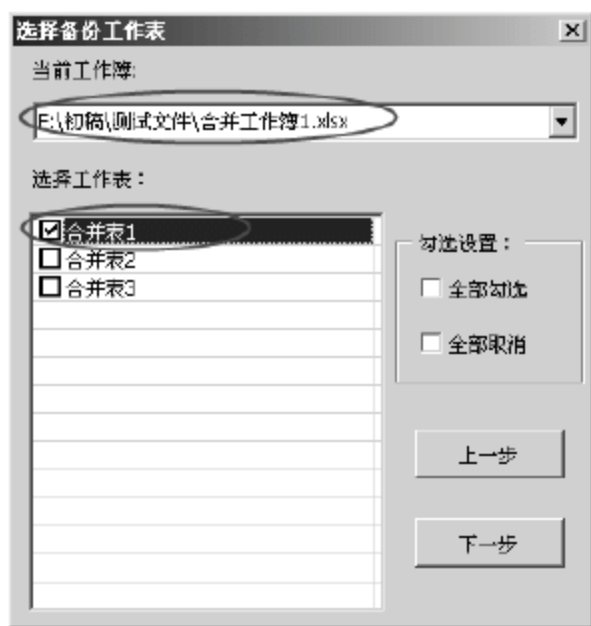 选择备份工作表
当前工作簿:
E:\初稿\测试文件\合并工作簿1.xlsx
选择工作表：
合并表1
合并表2
合并表3
勾选设置：
全部勾选
全部取消
上一步
下一步